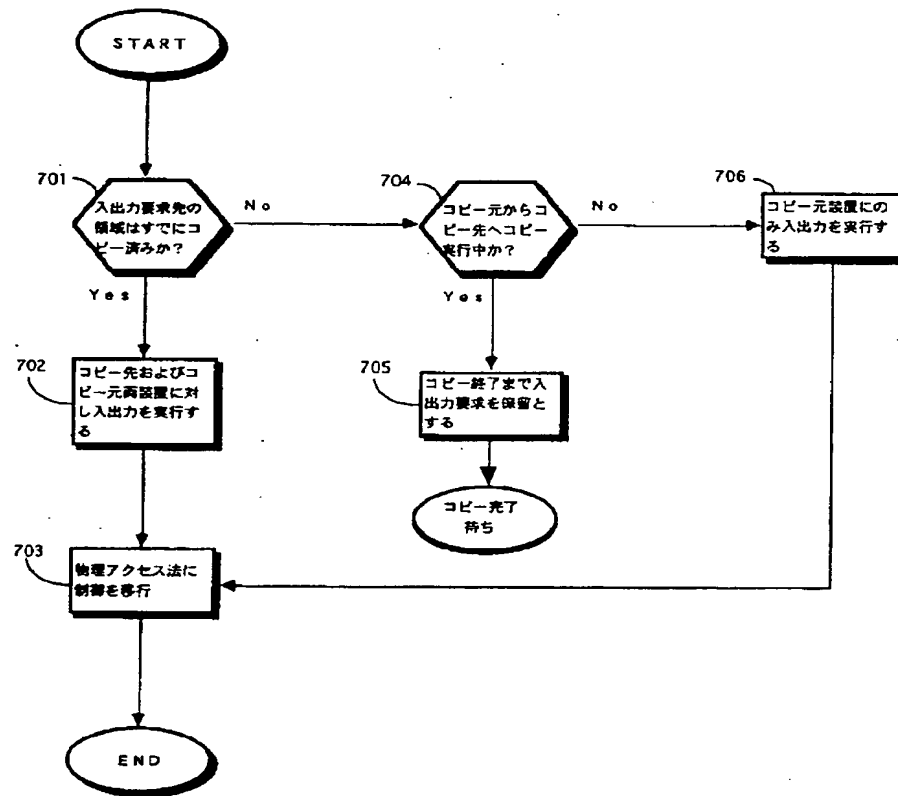 START
701
入出力要求先の
領域はすでにコ
ピー済みか?
No
Yes
704
コピー元からコ
ピー先へコピー
実行中か?
No
Yes
706
コピー元装置にの
み入出力を実行す
る
702
コピー先およびコ
ピー元両装置に対
し入出力を実行す
る
705
コピー終了まで入
出力要求を保留と
する
コピー完了
待ち
703
物理アクセス法に
制御を移行
END